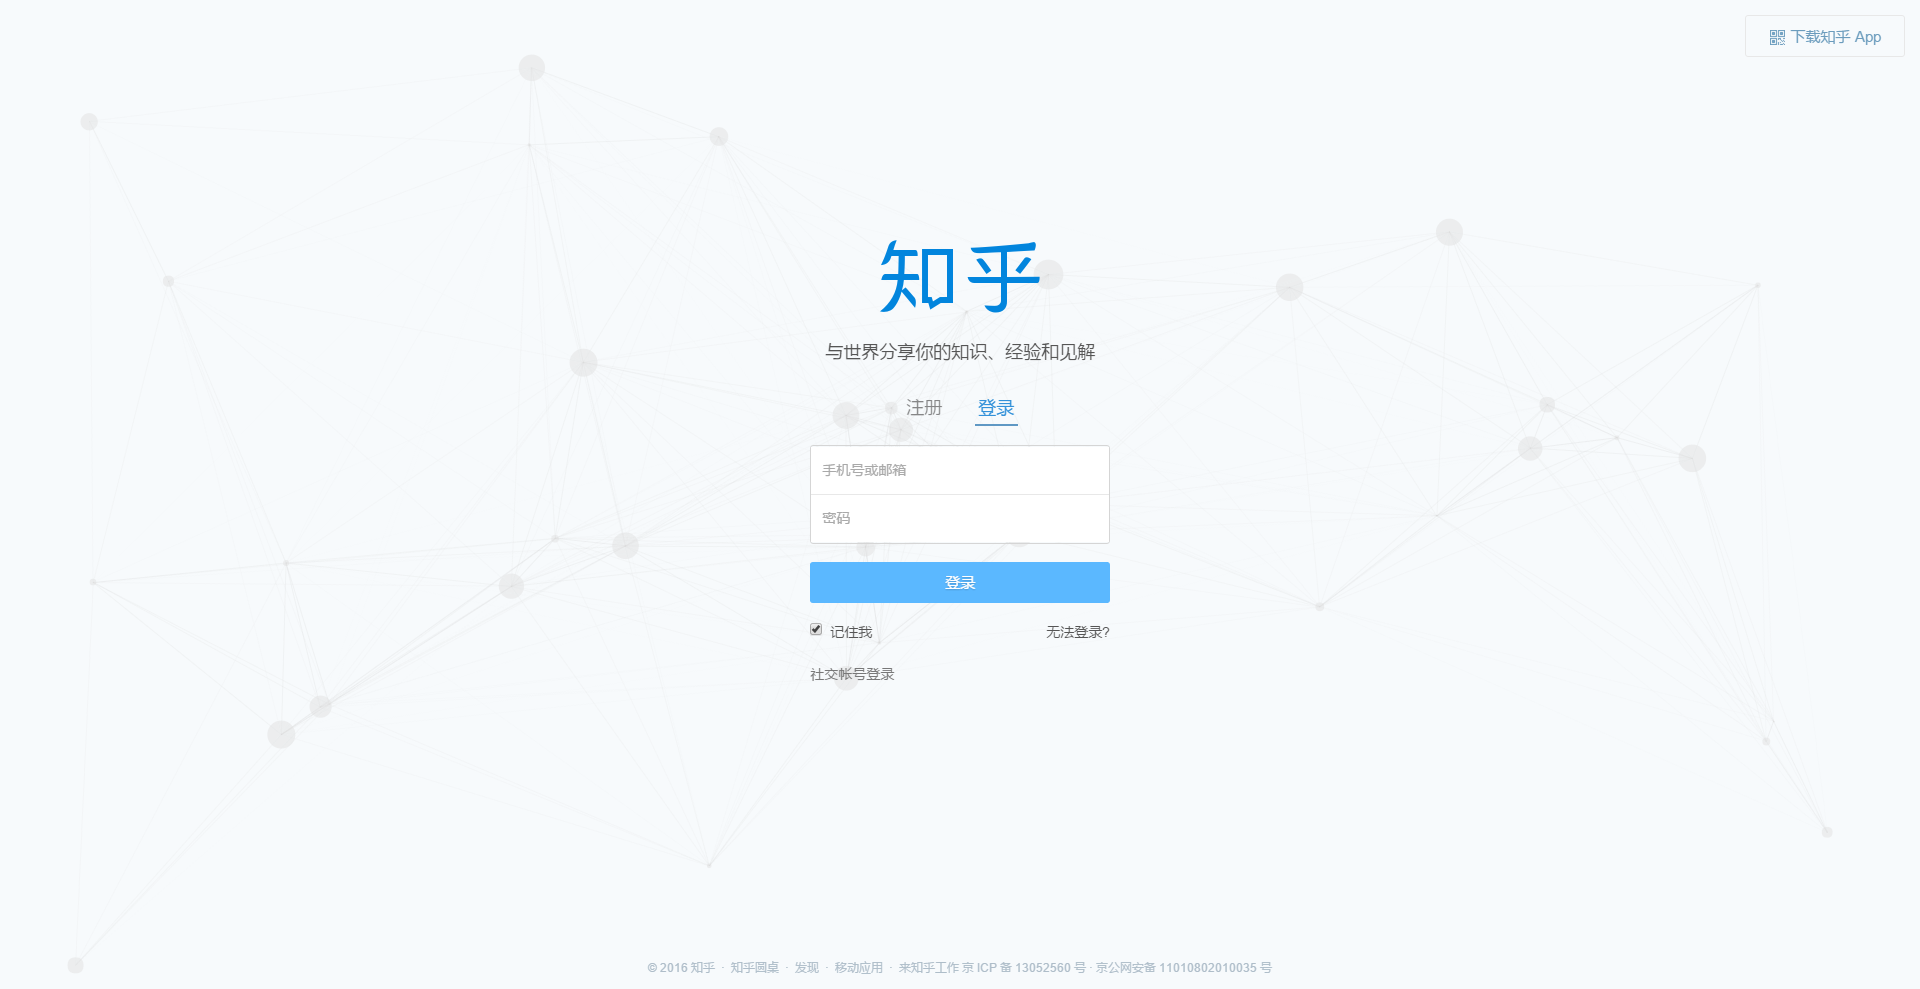 下载知乎 App
知乎
与世界分享你的知识、经验和见解
注册 登录
手机号或邮箱
密码
登录
记住我 无法登录?
社交帐号登录
© 2016 知乎 · 知乎圆桌 · 发现 · 移动应用 · 来知乎工作 京 ICP 备 13052560 号 · 京公网安备 11010802010035 号